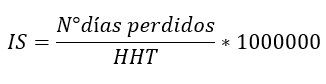 IS = N°días perdidos / HHT * 1000000